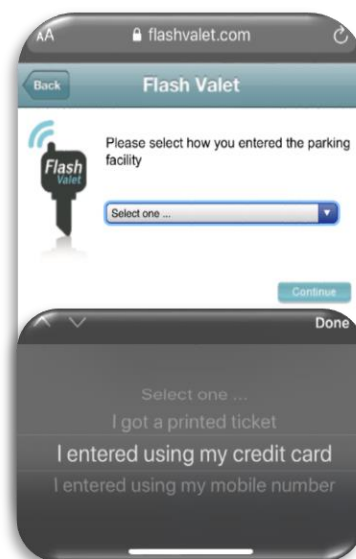 AA flashvalet.com
Back Flash Valet
Please select how you entered the parking
facility
Flash
Valet
Select one ...
Continue
Done
Select one ...
I got a printed ticket
I entered using my credit card
I entered using my mobile number